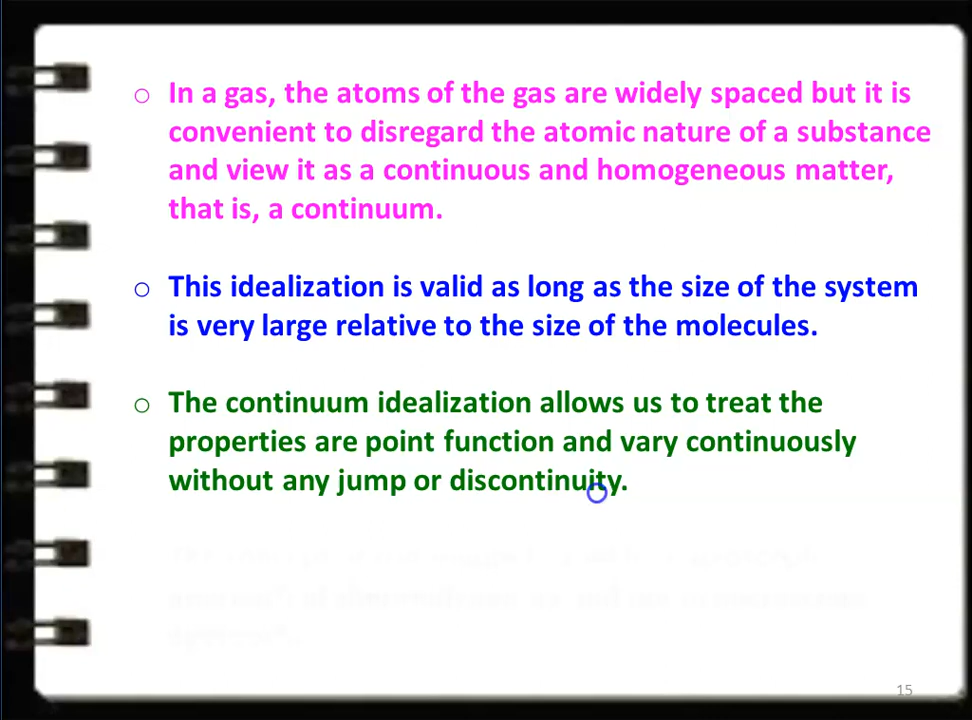 ○ In a gas, the atoms of the gas are widely spaced but it is
convenient to disregard the atomic nature of a substance
and view it as a continuous and homogeneous matter,
that is, a continuum.
○ This idealization is valid as long as the size of the system
is very large relative to the size of the molecules.
○ The continuum idealization allows us to treat the
properties are point function and vary continuously
without any jump or discontinuity.
15